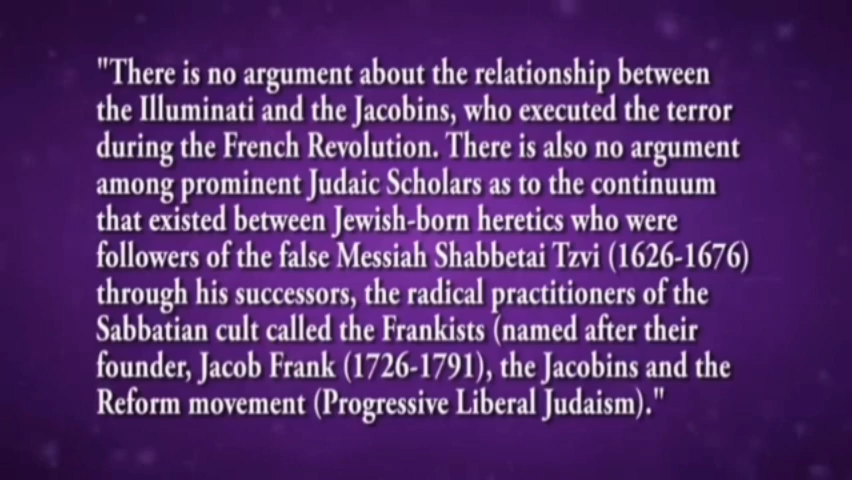 "There is no argument about the relationship between
the Illuminati and the Jacobins, who executed the terror
during the French Revolution. There is also no argument
among prominent Judaic Scholars as to the continuum
that existed between Jewish-born heretics who were
followers of the false Messiah Shabbetai Tzvi (1626-1676)
through his successors, the radical practitioners of the
Sabbatian cult called the Frankists (named after their
founder, Jacob Frank (1726-1791), the Jacobins and the
Reform movement (Progressive Liberal Judaism)."